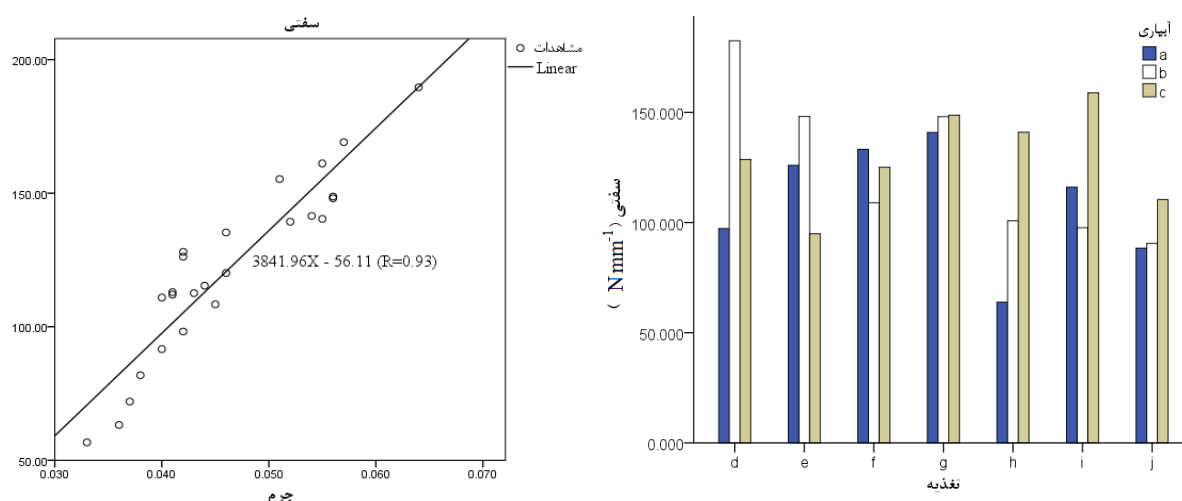 سفتی
مشاهدات
Linear
200.00
150.00
100.00
50.00
3841.96X - 56.11 (R=0.93)
0.030 0.040 0.050 0.060 0.070
جرم
آبیاری
a
b
c
سفتی (N mm-1)
150.000
100.000
50.000
0.000
d e f g h i j
تغذیه